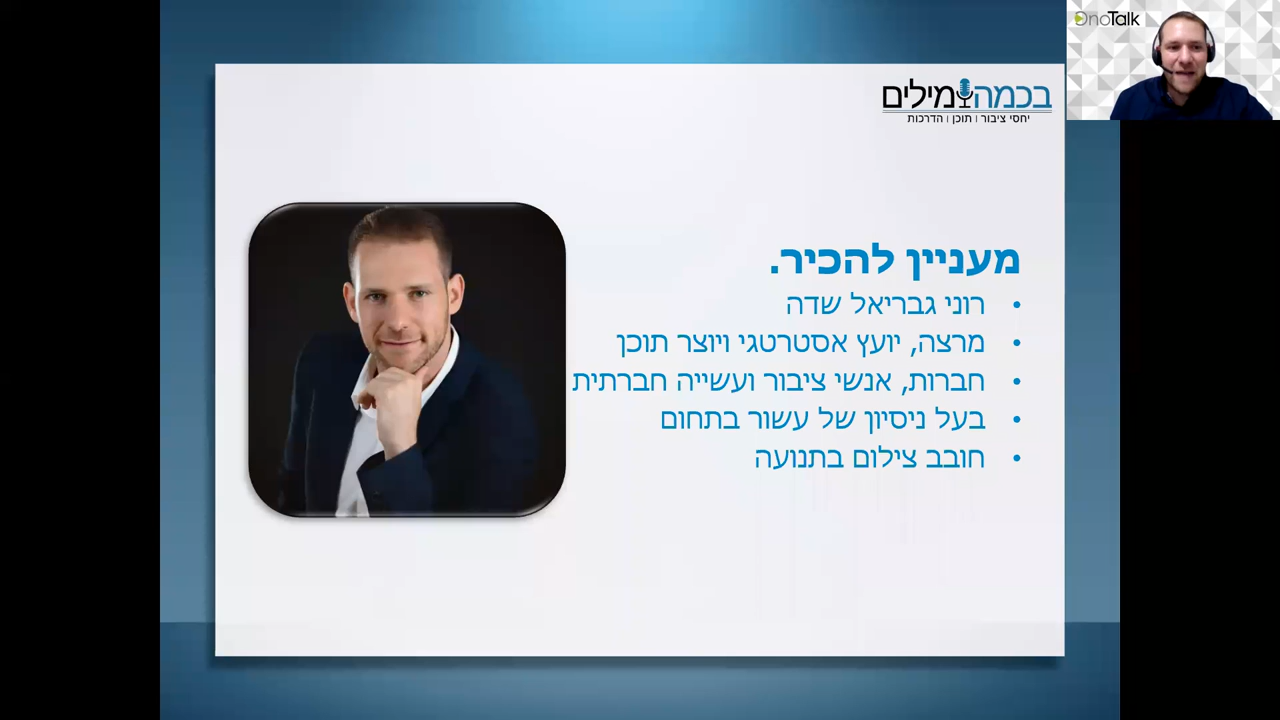 OnoTalk
בכמה מילים
יחסי ציבור | תוכן | הדרכות
מעניין להכיר.
• רוני גבריאל שדה
• מרצה, יועץ אסטרטגי ויוצר תוכן
• חברות, אנשי ציבור ועשייה חברתית
• בעל ניסיון של עשור בתחום
• חובב צילום בתנועה